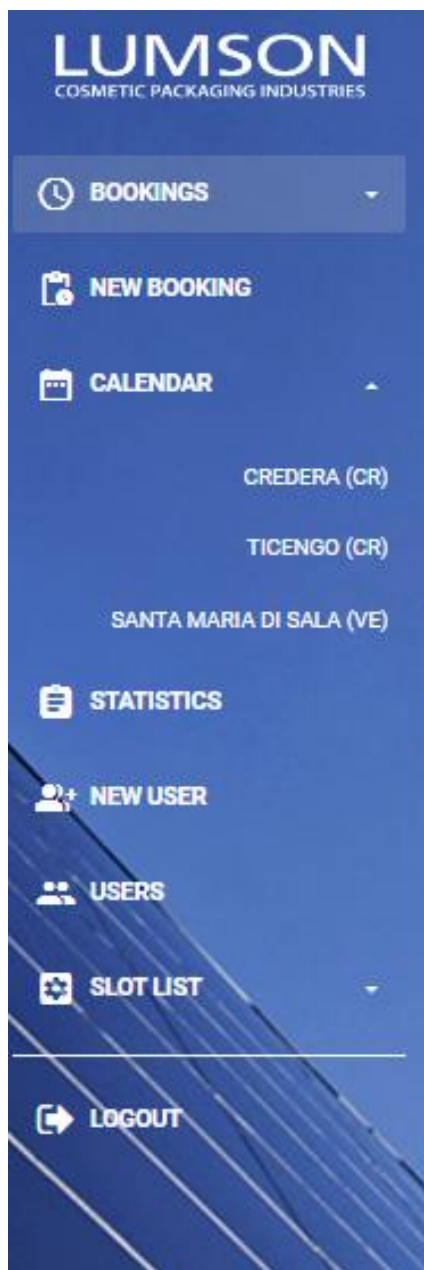 LUMSON
COSMETIC PACKAGING INDUSTRIES
BOOKINGS
NEW BOOKING
CALENDAR
CREDERA (CR)
TICENGO (CR)
SANTA MARIA DI SALA (VE)
STATISTICS
NEW USER
USERS
SLOT LIST
LOGOUT